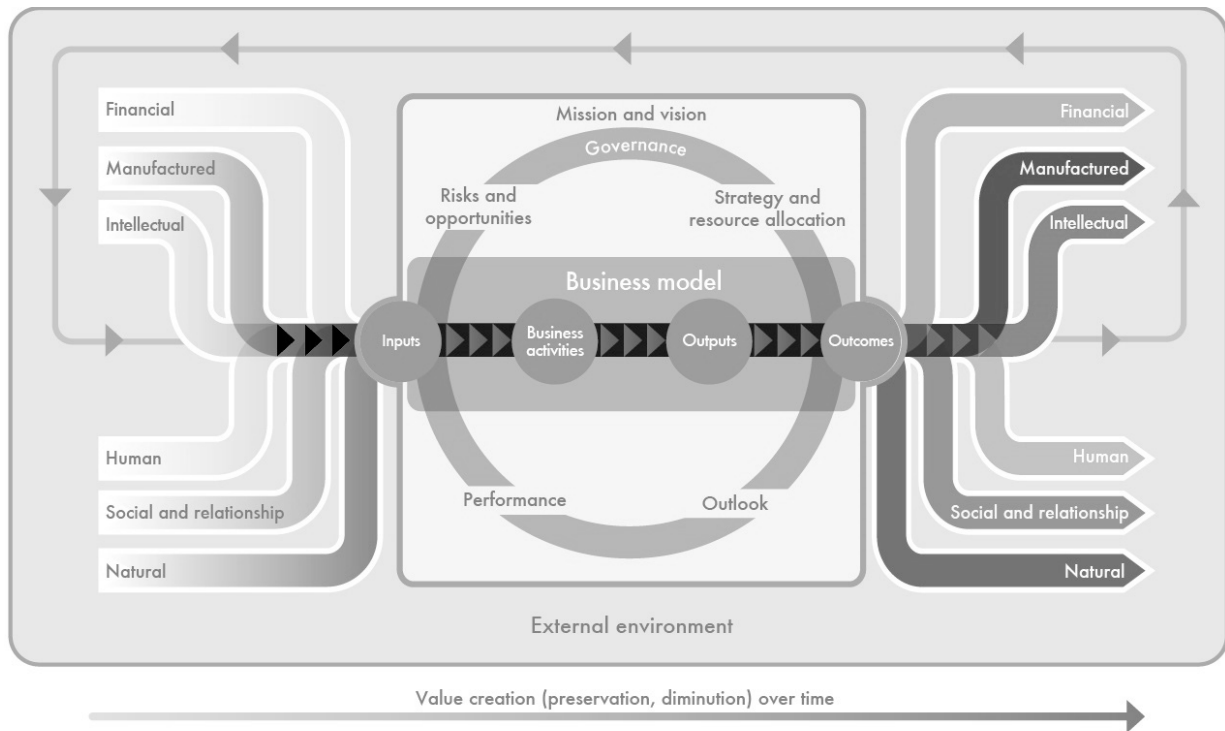 Financial
Manufactured
Intellectual
Human
Social and relationship
Natural
Mission and vision
Governance
Risks and
opportunities
Strategy and
resource allocation
Business model
Inputs
Business
activities
Outputs
Outcomes
Performance
Outlook
Financial
Manufactured
Intellectual
Human
Social and relationship
Natural
External environment
Value creation (preservation, diminution) over time